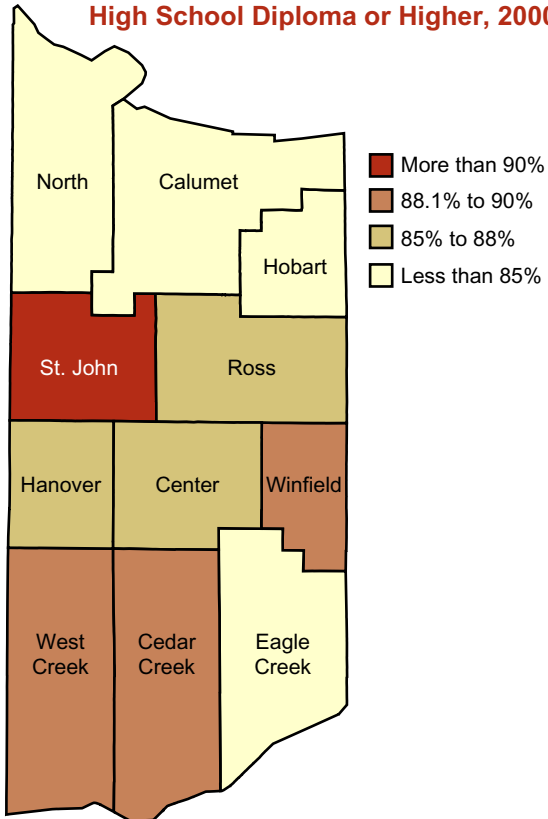 High School Diploma or Higher, 2000
More than 90%
88.1% to 90%
85% to 88%
Less than 85%
North
Calumet
Hobart
St. John
Ross
Hanover
Center
Winfield
West
Creek
Cedar
Creek
Eagle
Creek